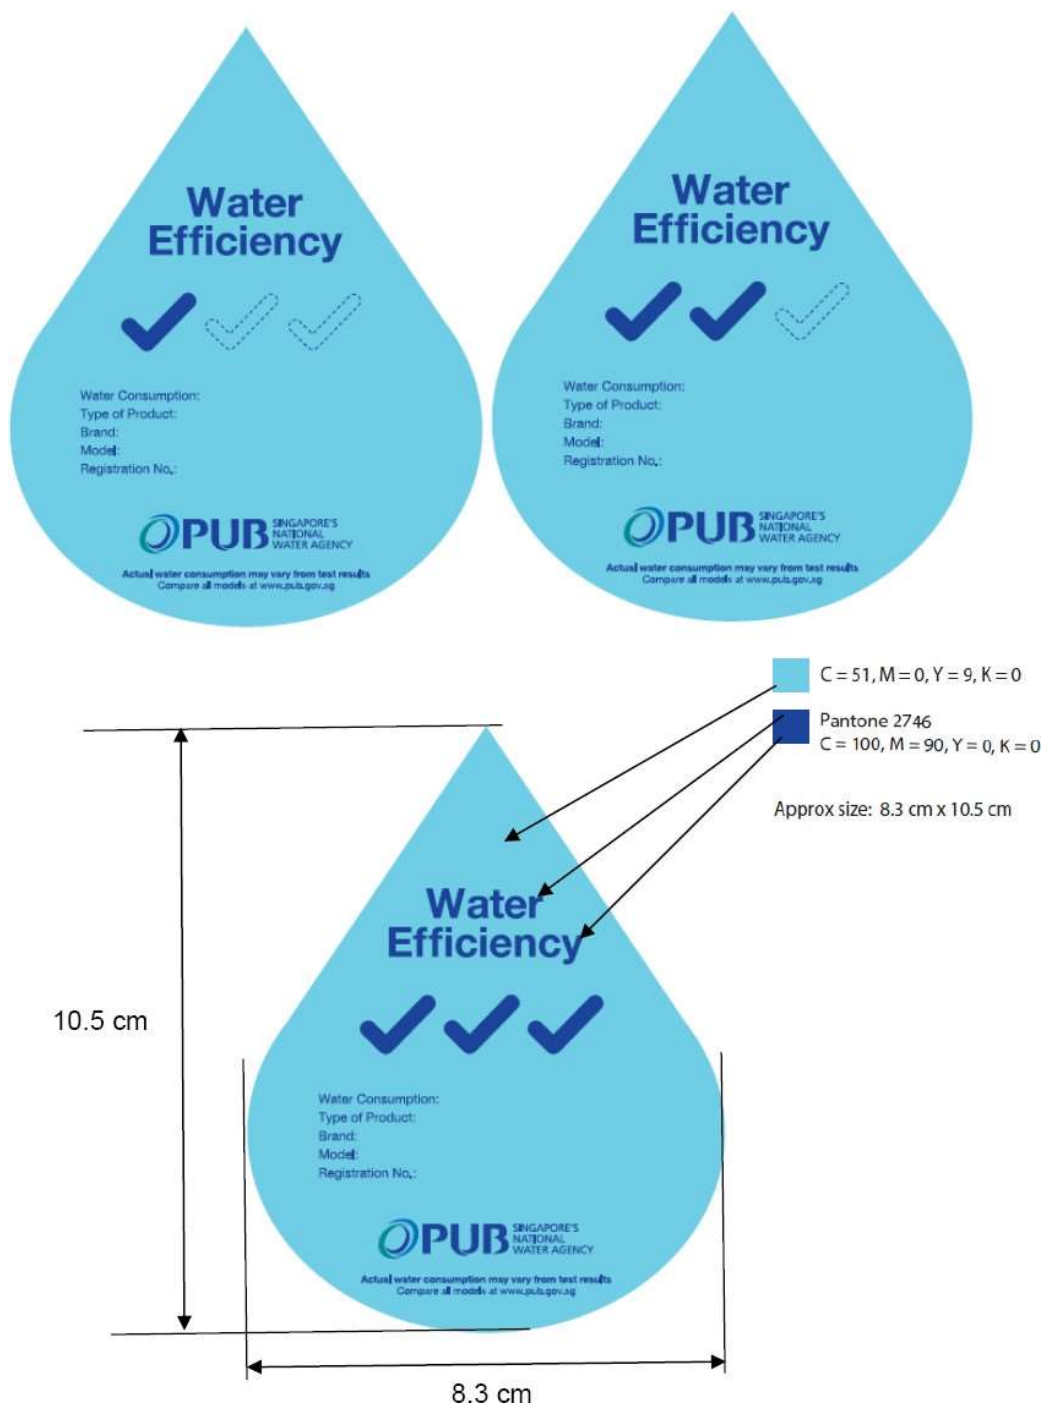 Water
Efficiency
Water Consumption:
Type of Product:
Brand:
Model:
Registration No.:
PUB SINGAPORE'S
NATIONAL
WATER AGENCY
Actual water consumption may vary from test results
Compare all models at www.pub.gov.sg
Water
Efficiency
Water Consumption:
Type of Product:
Brand:
Model:
Registration No.:
PUB SINGAPORE'S
NATIONAL
WATER AGENCY
Actual water consumption may vary from test results
Compare all models at www.pub.gov.sg
C = 51, M = 0, Y = 9, K = 0
Pantone 2746
C = 100, M = 90, Y = 0, K = 0
Approx size: 8.3 cm x 10.5 cm
10.5 cm
Water
Efficiency
Water Consumption:
Type of Product:
Brand:
Model:
Registration No.:
PUB SINGAPORE'S
NATIONAL
WATER AGENCY
Actual water consumption may vary from test results
Compare all models at www.pub.gov.sg
8.3 cm